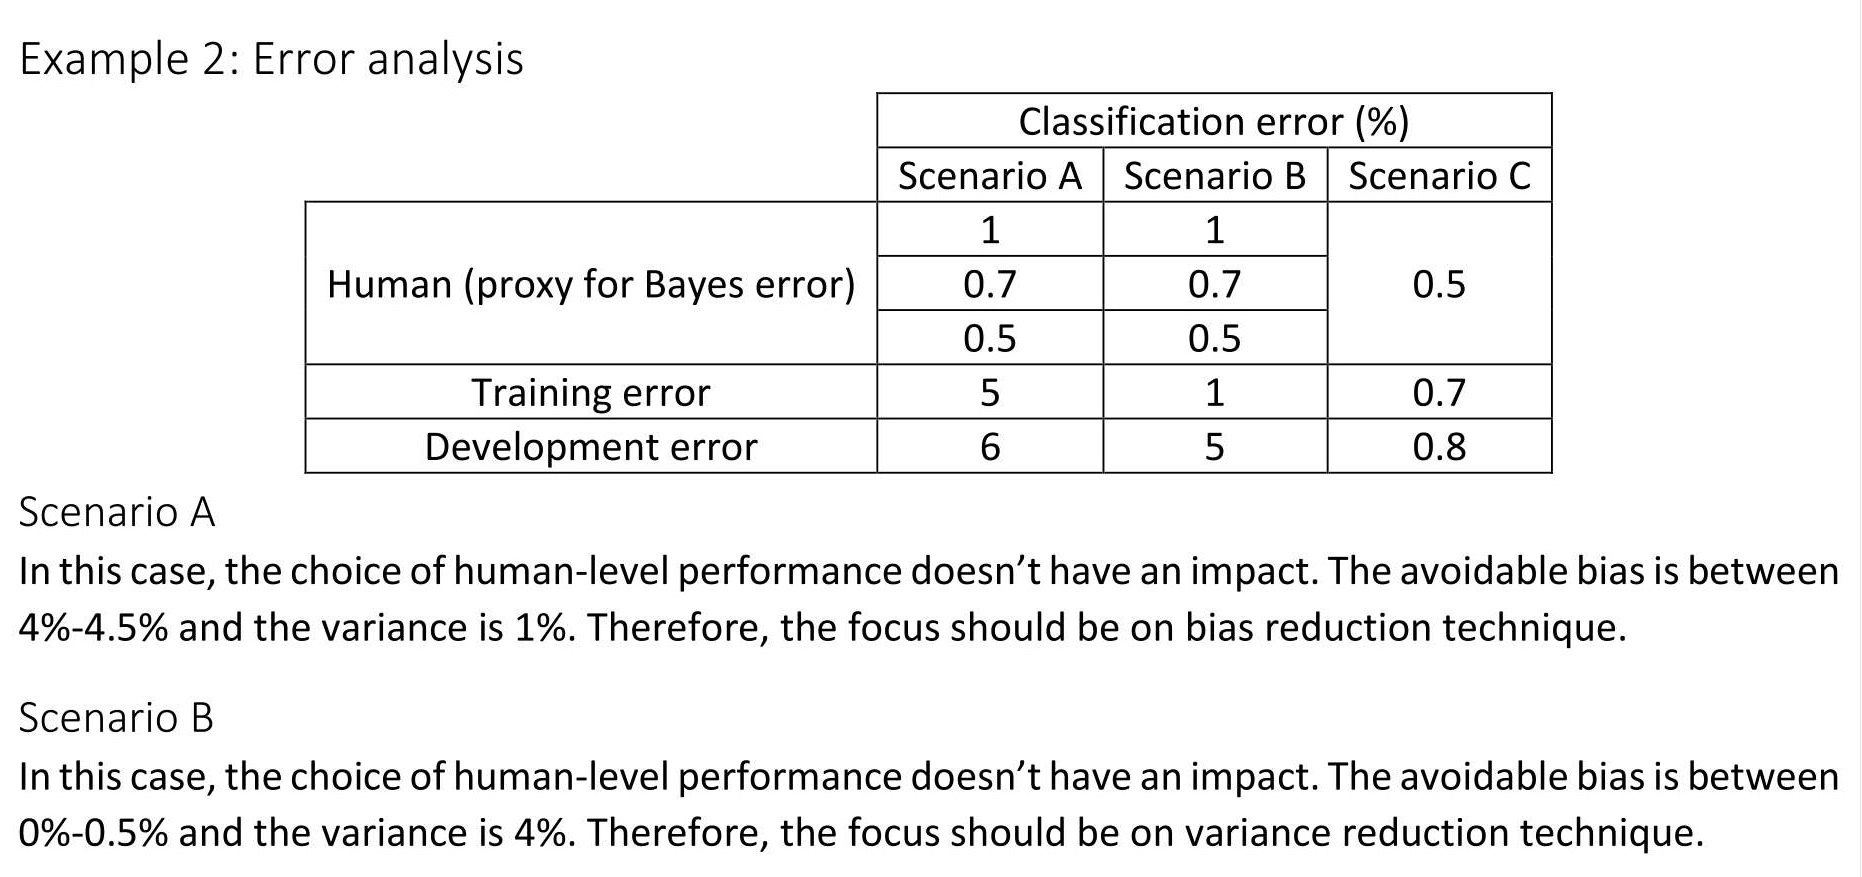 Example 2: Error analysis
Classification error (%)
Scenario A Scenario B Scenario C
1 1
Human (proxy for Bayes error) 0.7 0.7 0.5
0.5 0.5
Training error 5 1 0.7
Development error 6 5 0.8
Scenario A
In this case, the choice of human-level performance doesn’t have an impact. The avoidable bias is between
4%-4.5% and the variance is 1%. Therefore, the focus should be on bias reduction technique.
Scenario B
In this case, the choice of human-level performance doesn’t have an impact. The avoidable bias is between
0%-0.5% and the variance is 4%. Therefore, the focus should be on variance reduction technique.